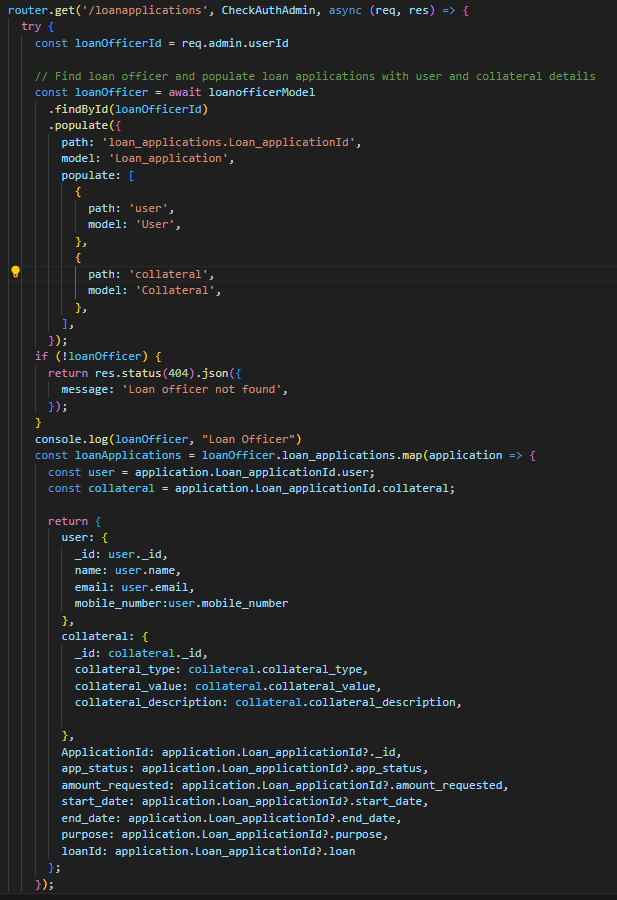 router.get('/loanapplications', CheckAuthAdmin, async (req, res) => {
  try {
    const loanOfficerId = req.admin.userId

    // Find loan officer and populate loan applications with user and collateral details
    const loanOfficer = await loanofficerModel
      .findById(loanOfficerId)
      .populate({
        path: 'loan_applications.Loan_applicationId',
        model: 'Loan_application',
        populate: [
          {
            path: 'user',
            model: 'User',
          },
          {
            path: 'collateral',
            model: 'Collateral',
          },
        ],
      });
    if (!loanOfficer) {
      return res.status(404).json({
        message: 'Loan officer not found',
      });
    }
    console.log(loanOfficer, "Loan Officer")
    const loanApplications = loanOfficer.loan_applications.map(application => {
      const user = application.Loan_applicationId.user;
      const collateral = application.Loan_applicationId.collateral;

      return {
        user: {
          _id: user._id,
          name: user.name,
          email: user.email,
          mobile_number:user.mobile_number
        },
        collateral: {
          _id: collateral._id,
          collateral_type: collateral.collateral_type,
          collateral_value: collateral.collateral_value,
          collateral_description: collateral.collateral_description,

        },
        ApplicationId: application.Loan_applicationId?._id,
        app_status: application.Loan_applicationId?.app_status,
        amount_requested: application.Loan_applicationId?.amount_requested,
        start_date: application.Loan_applicationId?.start_date,
        end_date: application.Loan_applicationId?.end_date,
        purpose: application.Loan_applicationId?.purpose,
        loanId: application.Loan_applicationId?.loan
      };
    });